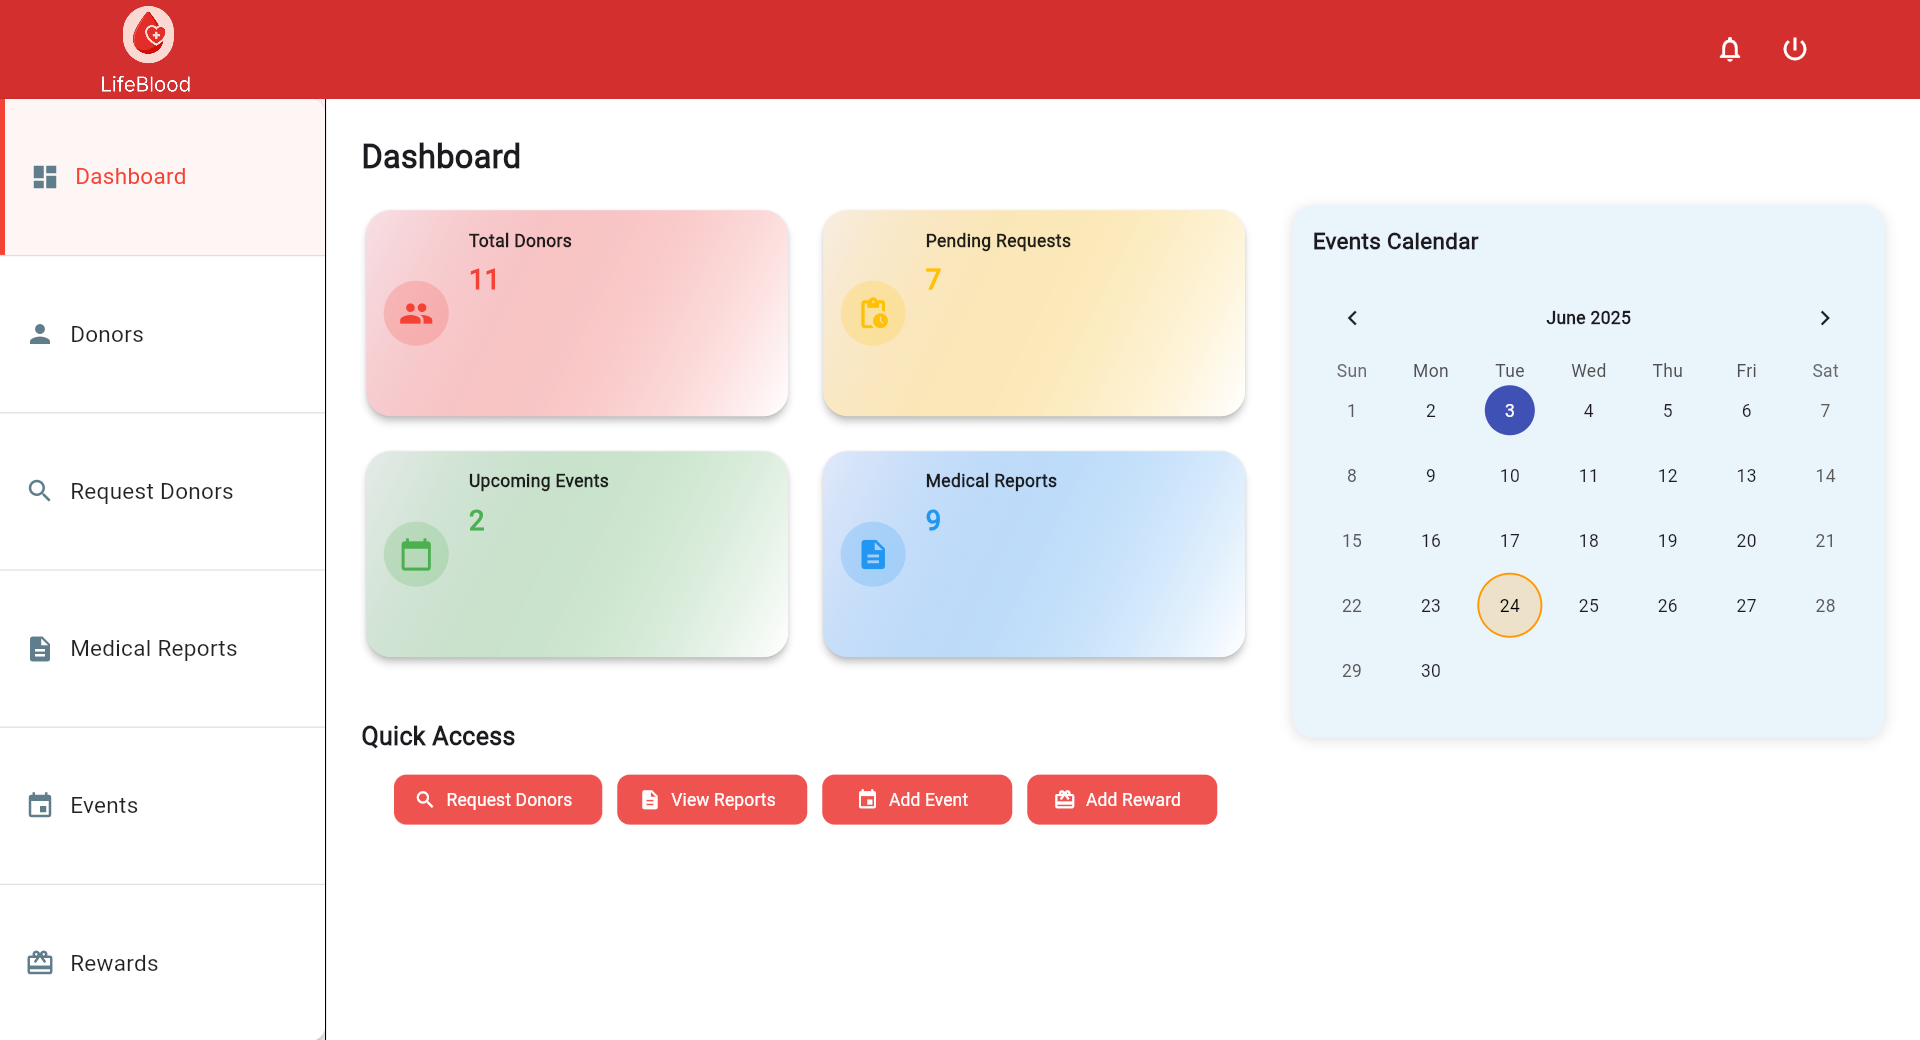 LifeBlood
Dashboard
Donors
Request Donors
Medical Reports
Events
Rewards
Dashboard
Total Donors
11
Pending Requests
7
Upcoming Events
2
Medical Reports
9
Quick Access
Request Donors
View Reports
Add Event
Add Reward
Events Calendar
June 2025
Sun Mon Tue Wed Thu Fri Sat
1 2 3 4 5 6 7
8 9 10 11 12 13 14
15 16 17 18 19 20 21
22 23 24 25 26 27 28
29 30